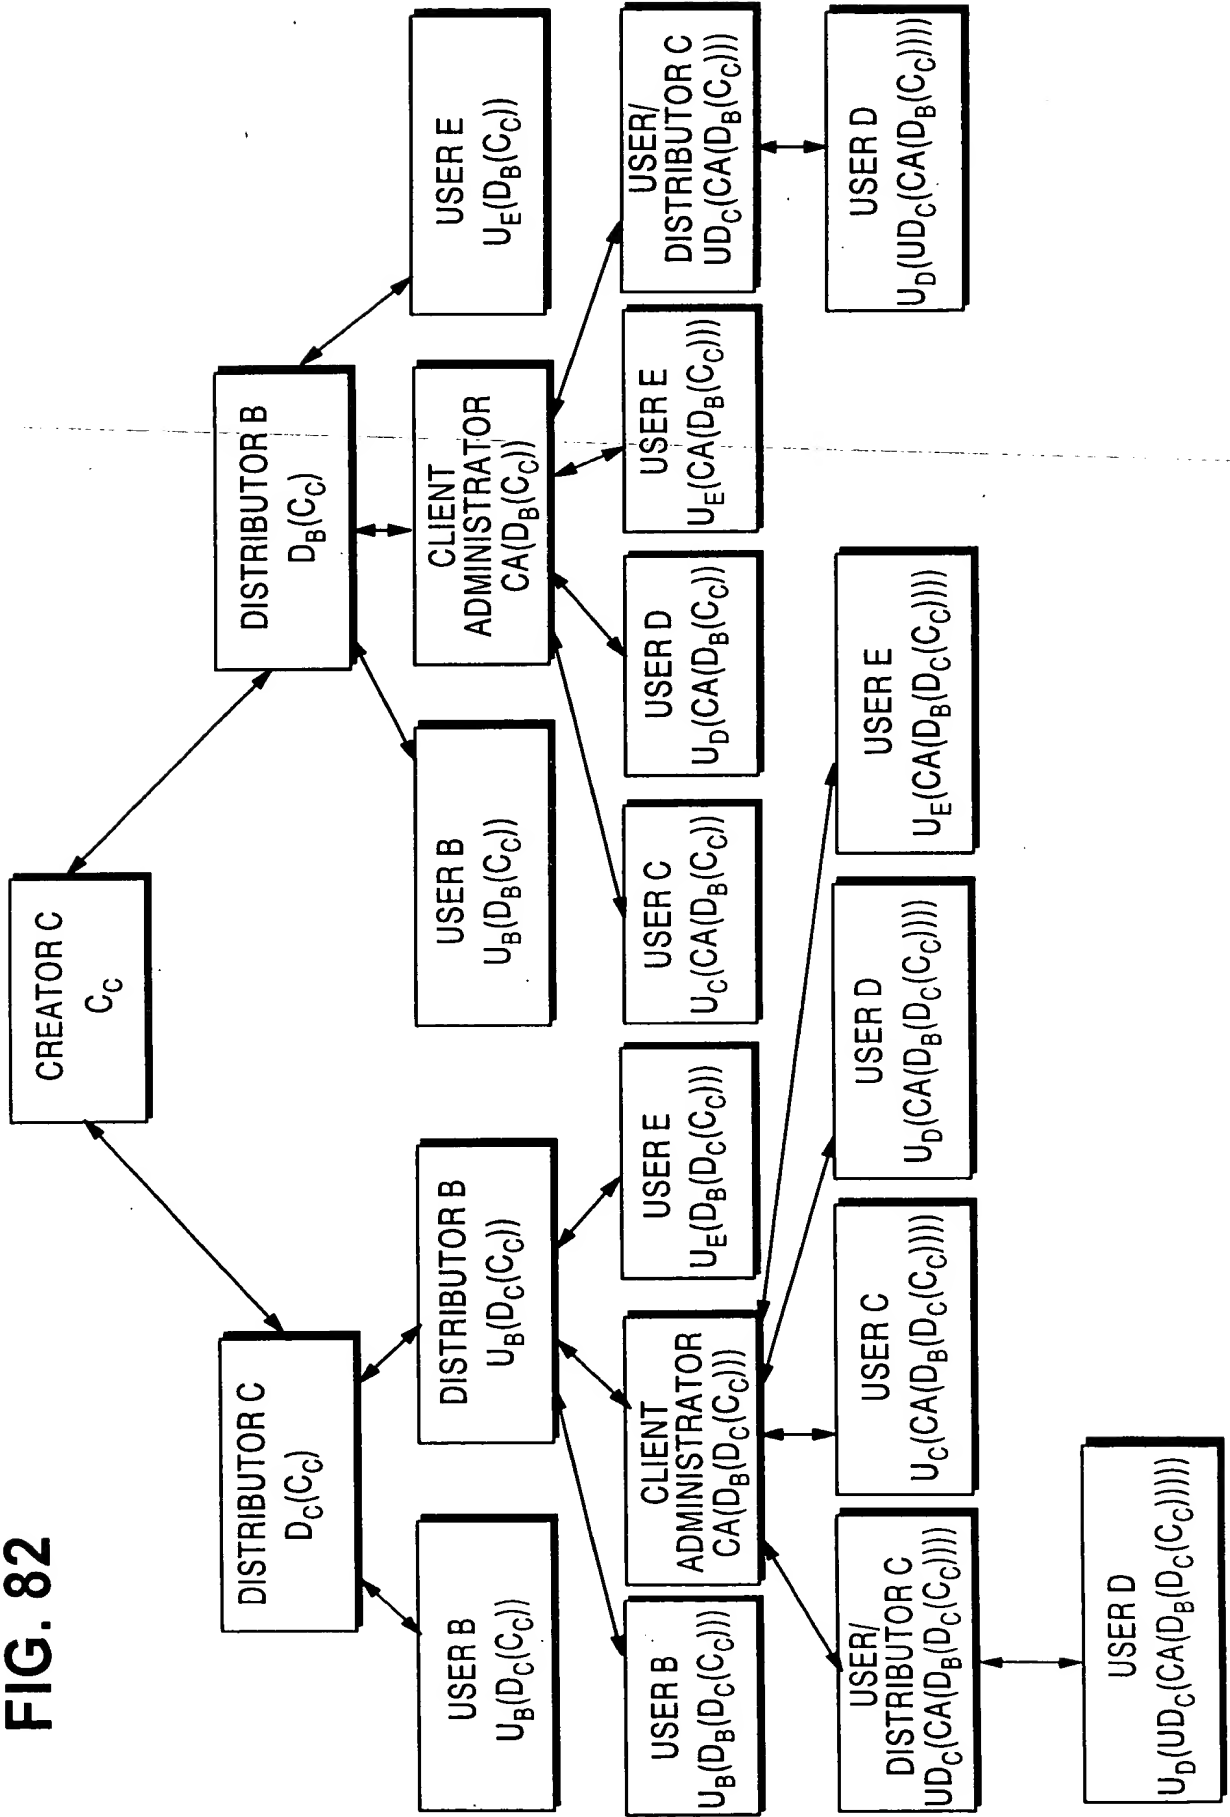 FIG. 82
CREATOR C
C_C
DISTRIBUTOR C
D_C(C_C)
DISTRIBUTOR B
D_B(C_C)
USER B
U_B(D_C(C_C))
DISTRIBUTOR B
U_B(D_C(C_C))
USER B
U_B(D_B(C_C))
CLIENT
ADMINISTRATOR
CA(D_B(C_C))
USER E
U_E(D_B(C_C))
USER B
U_B(D_B(D_C(C_C)))
CLIENT
ADMINISTRATOR
CA(D_B(D_C(C_C)))
USER E
U_E(D_B(D_C(C_C)))
USER C
U_C(CA(D_B(C_C))
USER D
U_D(CA(D_B(C_C))
USER E
U_E(CA(D_B(C_C)))
USER/
DISTRIBUTOR C
UD_C(CA(D_B(C_C)))
USER/
DISTRIBUTOR C
UD_C(CA(D_B(D_C(C_C))))
USER C
U_C(CA(D_B(D_C(C_C))))
USER D
U_D(CA(D_B(D_C(C_C))))
USER E
U_E(CA(D_B(D_C(C_C))))
USER D
U_D(UD_C(CA(D_B(C_C)))))
USER D
U_D(UD_C(CA(D_B(D_C(C_C)))))